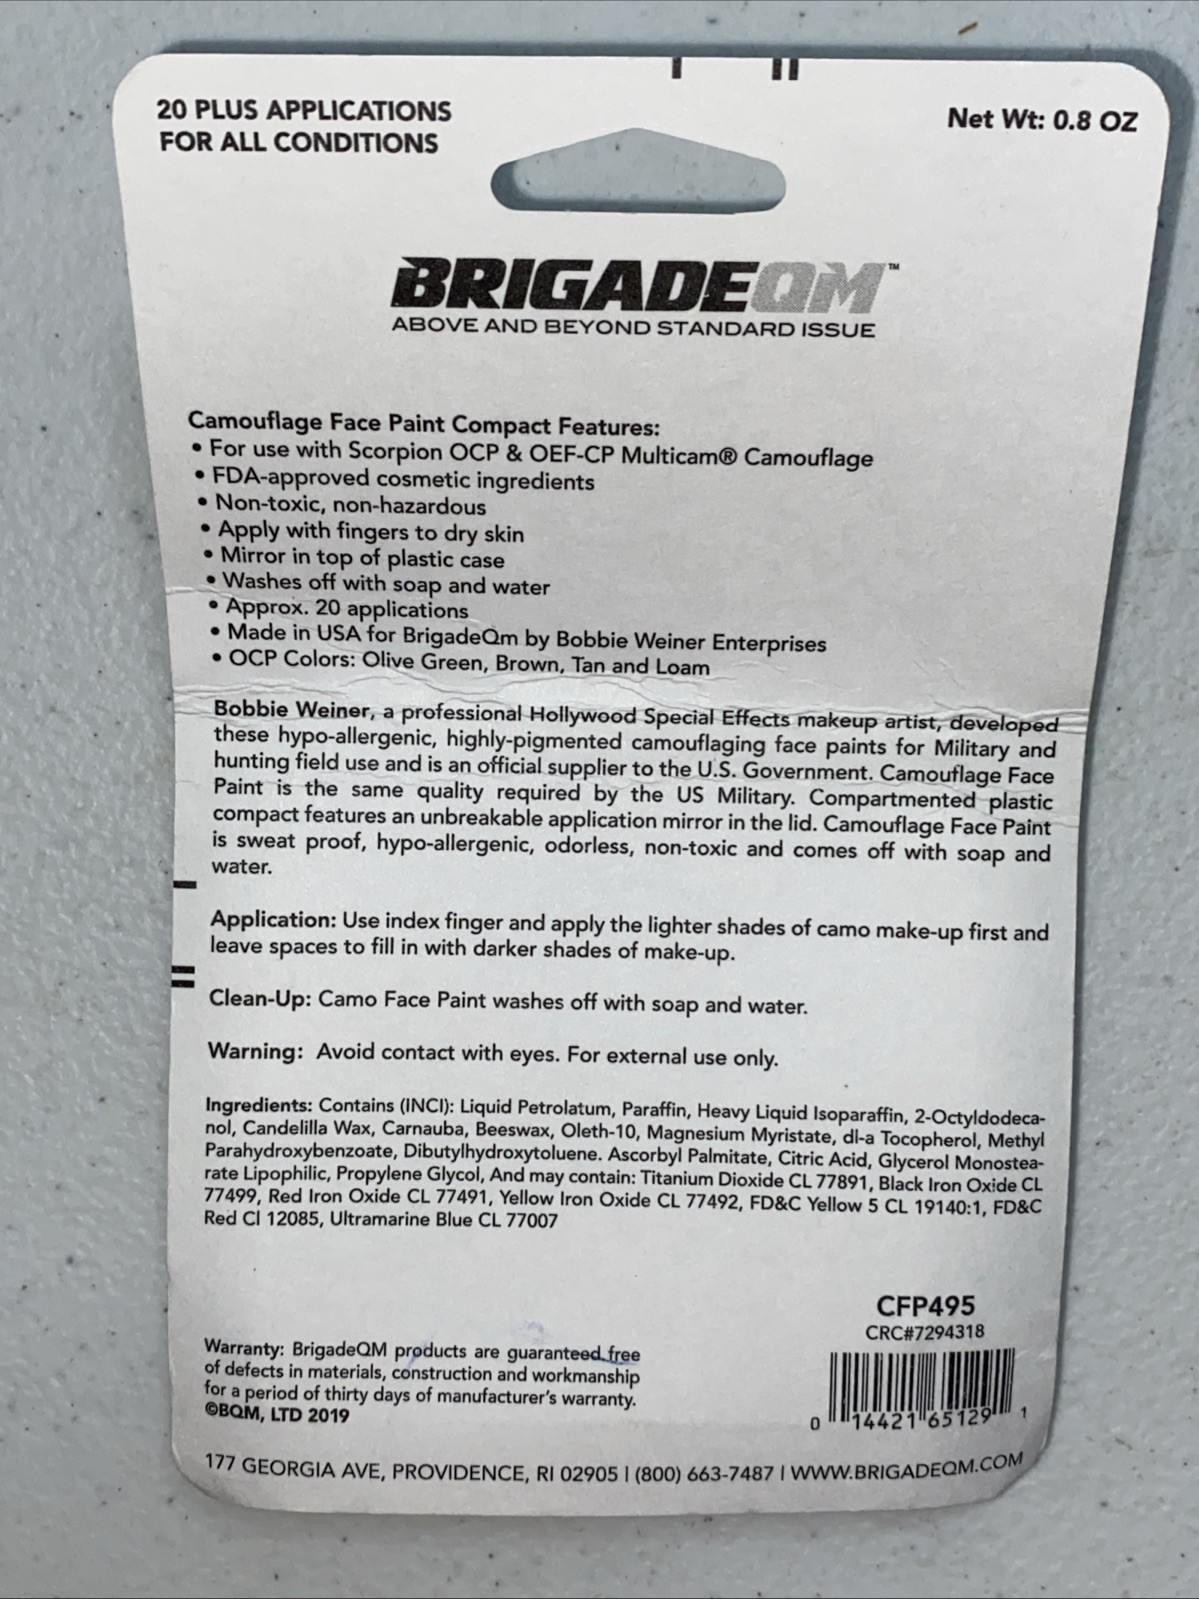 20 PLUS APPLICATIONS
FOR ALL CONDITIONS
Net Wt: 0.8 OZ
BRIGADEQM™
ABOVE AND BEYOND STANDARD ISSUE
Camouflage Face Paint Compact Features:
• For use with Scorpion OCP & OEF-CP Multicam® Camouflage
• FDA-approved cosmetic ingredients
• Non-toxic, non-hazardous
• Apply with fingers to dry skin
• Mirror in top of plastic case
• Washes off with soap and water
• Approx. 20 applications
• Made in USA for BrigadeQm by Bobbie Weiner Enterprises
• OCP Colors: Olive Green, Brown, Tan and Loam
Bobbie Weiner, a professional Hollywood Special Effects makeup artist, developed
these hypo-allergenic, highly-pigmented camouflaging face paints for Military and
hunting field use and is an official supplier to the U.S. Government. Camouflage Face
Paint is the same quality required by the US Military. Compartmented plastic
compact features an unbreakable application mirror in the lid. Camouflage Face Paint
is sweat proof, hypo-allergenic, odorless, non-toxic and comes off with soap and
water.
Application: Use index finger and apply the lighter shades of camo make-up first and
leave spaces to fill in with darker shades of make-up.
Clean-Up: Camo Face Paint washes off with soap and water.
Warning: Avoid contact with eyes. For external use only.
Ingredients: Contains (INCI): Liquid Petrolatum, Paraffin, Heavy Liquid Isoparaffin, 2-Octyldodeca-
nol, Candelilla Wax, Carnauba, Beeswax, Oleth-10, Magnesium Myristate, dl-a Tocopherol, Methyl
Parahydroxybenzoate, Dibutylhydroxytoluene. Ascorbyl Palmitate, Citric Acid, Glycerol Monostea-
rate Lipophilic, Propylene Glycol, And may contain: Titanium Dioxide CL 77891, Black Iron Oxide CL
77499, Red Iron Oxide CL 77491, Yellow Iron Oxide CL 77492, FD&C Yellow 5 CL 19140:1, FD&C
Red Cl 12085, Ultramarine Blue CL 77007
CFP495
CRC#7294318
0 14421 65129 1
Warranty: BrigadeQM products are guaranteed free
of defects in materials, construction and workmanship
for a period of thirty days of manufacturer's warranty.
©BQM, LTD 2019
177 GEORGIA AVE, PROVIDENCE, RI 02905 | (800) 663-7487 | WWW.BRIGADEQM.COM